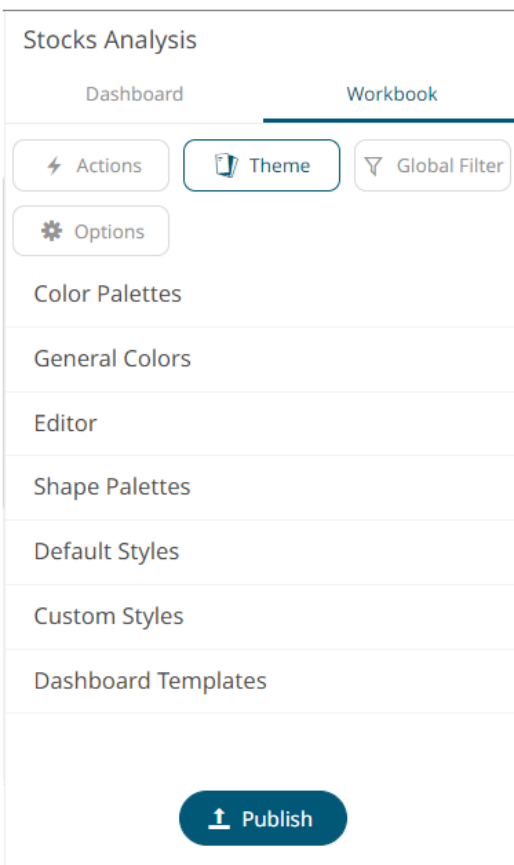 Stocks Analysis
Dashboard Workbook
Actions Theme Global Filter
Options
Color Palettes
General Colors
Editor
Shape Palettes
Default Styles
Custom Styles
Dashboard Templates
Publish